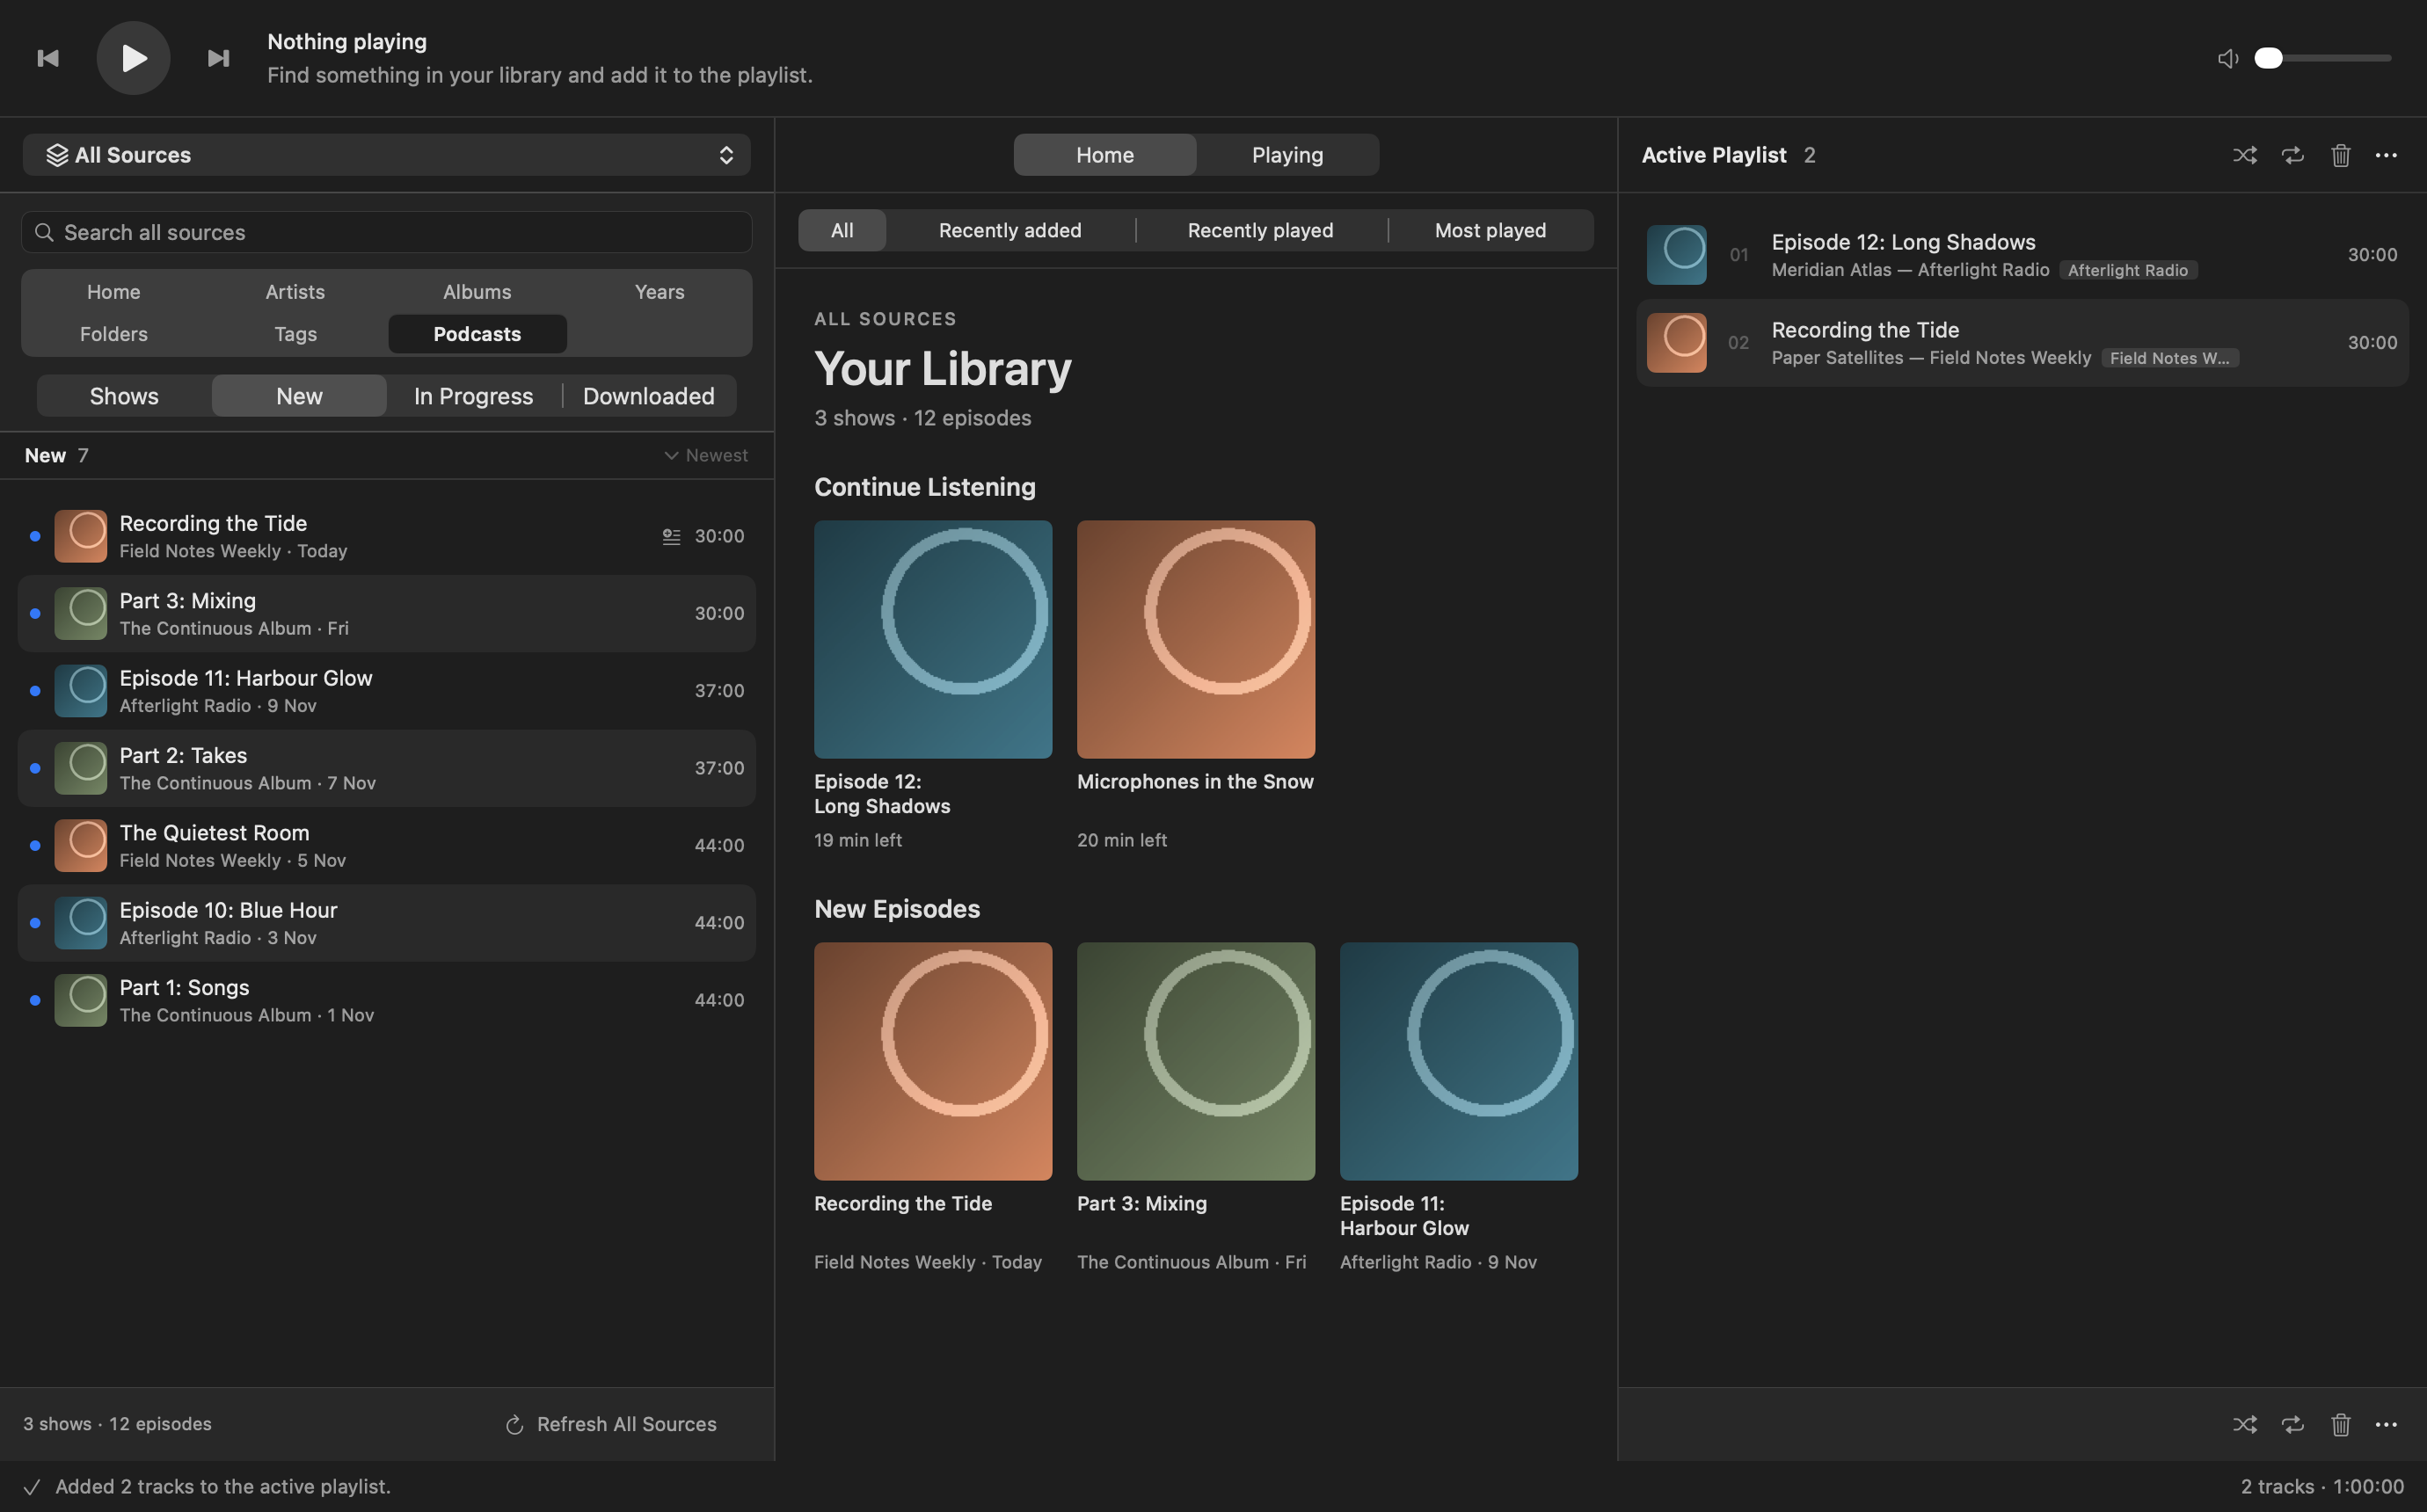 Nothing playing
Find something in your library and add it to the playlist.
All Sources
Search all sources
Home Artists Albums Years
Folders Tags Podcasts
Shows New In Progress Downloaded
New 7 Newest
Recording the Tide
Field Notes Weekly · Today
30:00
Part 3: Mixing
The Continuous Album · Fri
30:00
Episode 11: Harbour Glow
Afterlight Radio · 9 Nov
37:00
Part 2: Takes
The Continuous Album · 7 Nov
37:00
The Quietest Room
Field Notes Weekly · 5 Nov
44:00
Episode 10: Blue Hour
Afterlight Radio · 3 Nov
44:00
Part 1: Songs
The Continuous Album · 1 Nov
44:00
3 shows · 12 episodes
Refresh All Sources
Home Playing
All Recently added Recently played Most played
ALL SOURCES
Your Library
3 shows · 12 episodes
Continue Listening
Episode 12:
Long Shadows
19 min left
Microphones in the Snow
20 min left
New Episodes
Recording the Tide
Field Notes Weekly · Today
Part 3: Mixing
The Continuous Album · Fri
Episode 11:
Harbour Glow
Afterlight Radio · 9 Nov
Active Playlist 2
01
Episode 12: Long Shadows
Meridian Atlas — Afterlight Radio Afterlight Radio
30:00
02
Recording the Tide
Paper Satellites — Field Notes Weekly Field Notes W...
30:00
Added 2 tracks to the active playlist.
2 tracks · 1:00:00